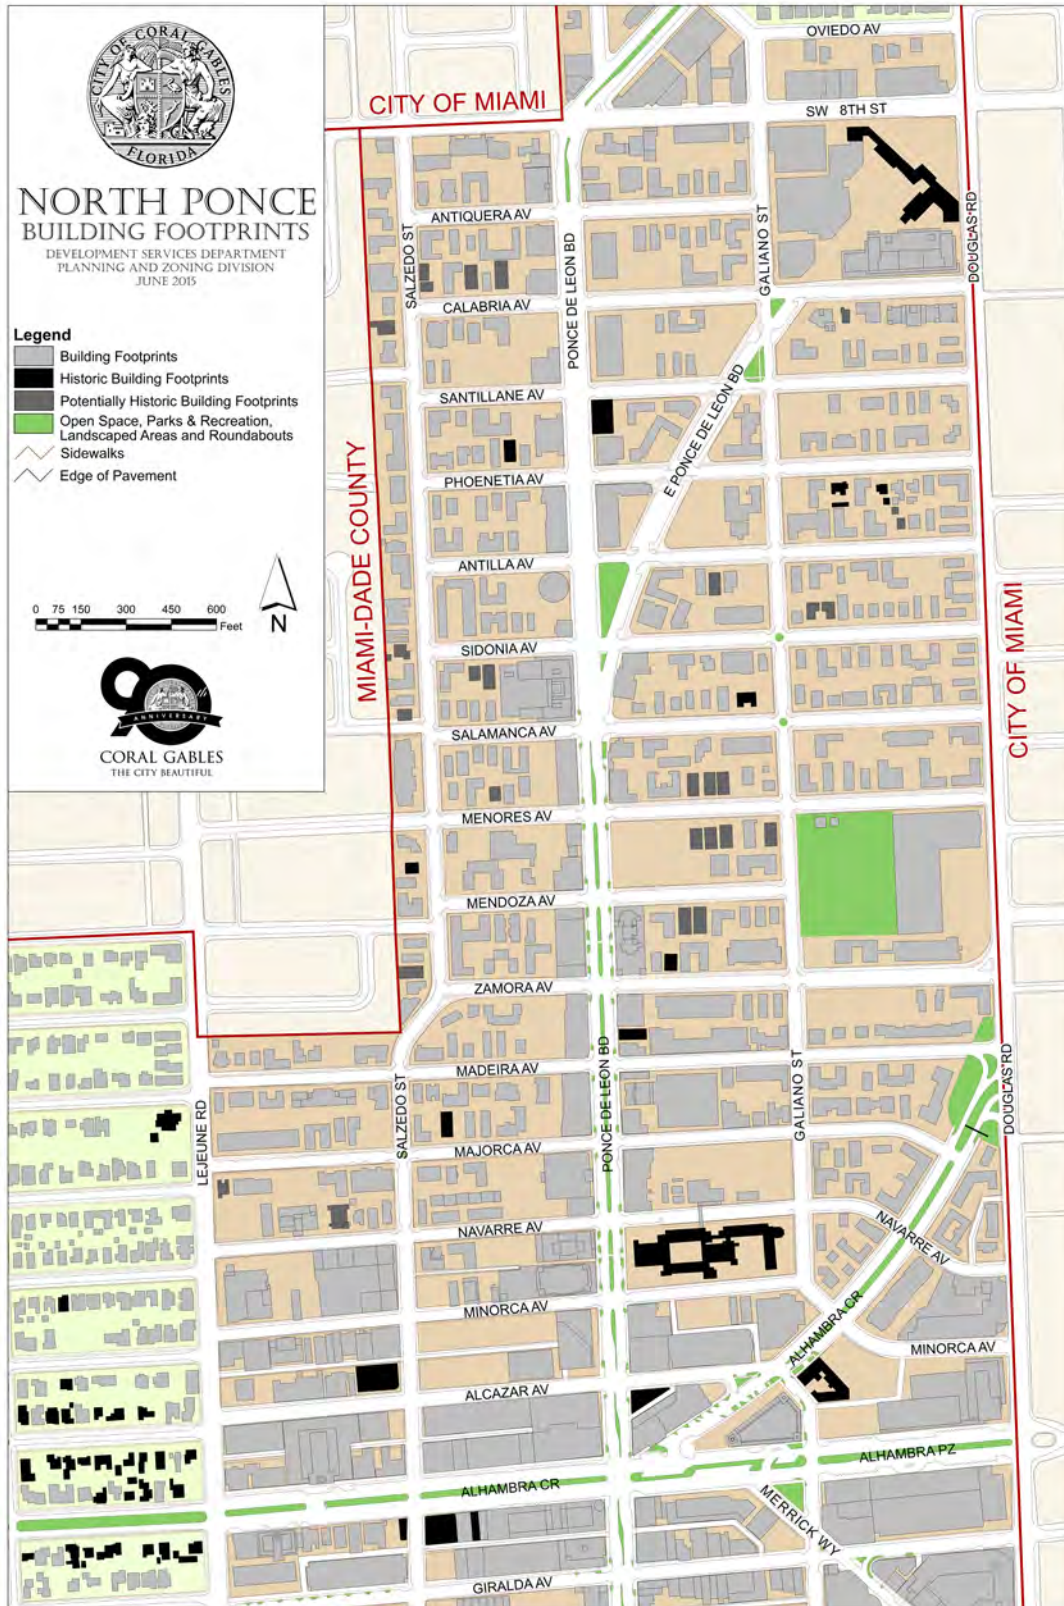 CITY OF CORAL GABLES
FLORIDA
NORTH PONCE
BUILDING FOOTPRINTS
DEVELOPMENT SERVICES DEPARTMENT
PLANNING AND ZONING DIVISION
JUNE 2015
Legend
Building Footprints
Historic Building Footprints
Potentially Historic Building Footprints
Open Space, Parks & Recreation,
Landscaped Areas and Roundabouts
Sidewalks
Edge of Pavement
0 75 150 300 450 600
Feet
N
90th
ANNIVERSARY
CORAL GABLES
THE CITY BEAUTIFUL
CITY OF MIAMI
MIAMI-DADE COUNTY
CITY OF MIAMI
OVIEDO AV
SW 8TH ST
ANTIQUERA AV
CALABRIA AV
SANTILLANE AV
PHOENETIA AV
ANTILLA AV
SIDONIA AV
SALAMANCA AV
MENORES AV
MENDOZA AV
ZAMORA AV
MADEIRA AV
MAJORCA AV
NAVARRE AV
MINORCA AV
ALCAZAR AV
ALHAMBRA CR
GIRALDA AV
SALZEDO ST
PONCE DE LEON BD
GALIANO ST
DOUGLAS RD
E PONCE DE LEON BD
LEJEUNE RD
SALZEDO ST
PONCE DE LEON BD
GALIANO ST
DOUGLAS RD
NAVARRE AV
ALHAMBRA CR
MINORCA AV
ALHAMBRA PZ
MERRICK WY